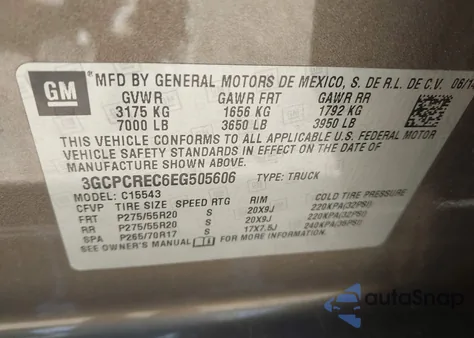 GM
MFD BY GENERAL MOTORS DE MEXICO, S. DE R.L. DE C.V. 06/1
GVWR GAWR FRT GAWR RR
3175 KG 1656 KG 1792 KG
7000 LB 3650 LB 3950 LB
THIS VEHICLE CONFORMS TO ALL APPLICABLE U.S. FEDERAL MOTOR
VEHICLE SAFETY STANDARDS IN EFFECT ON THE DATE OF
MANUFACTURE SHOWN ABOVE.
3GCPCREC6EG505606 TYPE: TRUCK
MODEL: C15543
CFVP TIRE SIZE SPEED RTG RIM COLD TIRE PRESSURE
FRT P275/55R20 S 20X9J 220KPA(32PSI)
RR P275/55R20 S 20X9J 220KPA(32PSI)
SPA P265/70R17 S 17X7.5J 240KPA(35PSI)
SEE OWNER'S MANUAL
autoSnap